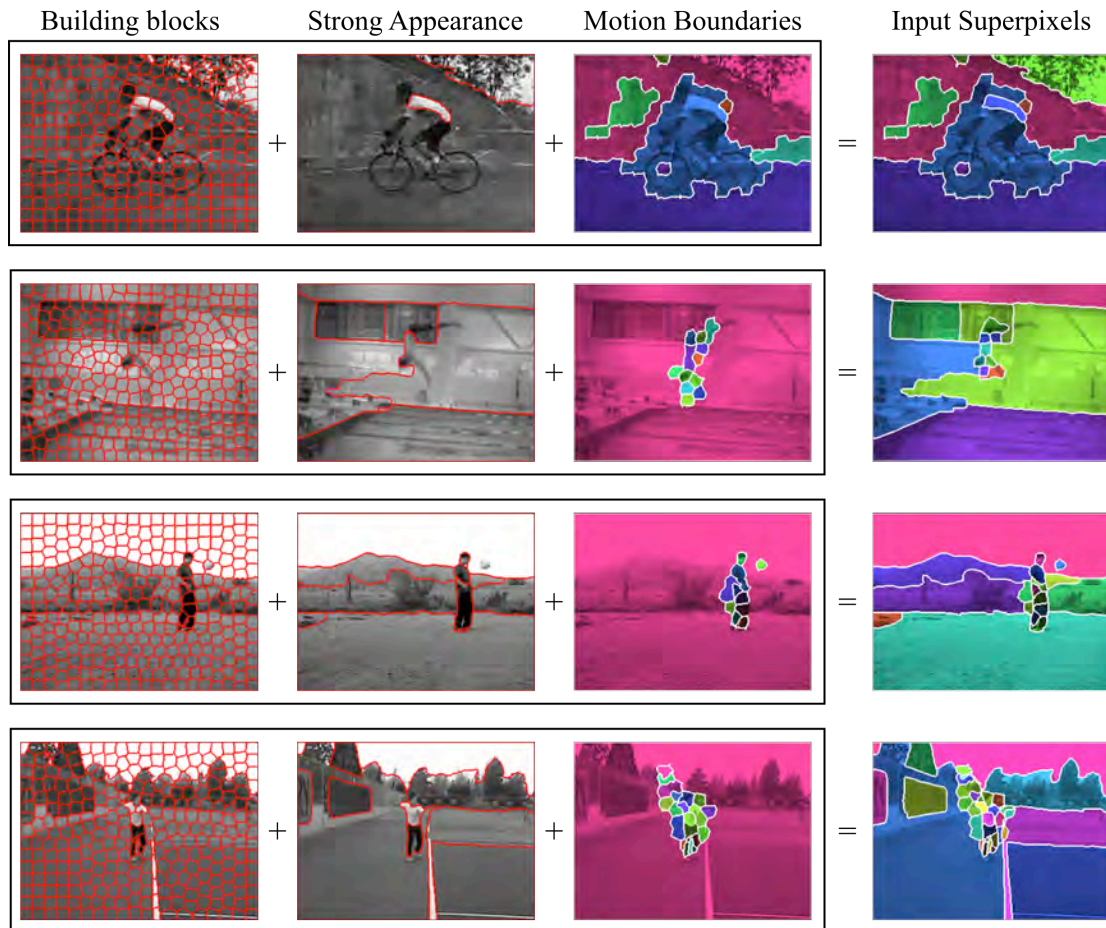 Building blocks Strong Appearance Motion Boundaries Input Superpixels
+ + =
+ + =
+ + =
+ + =